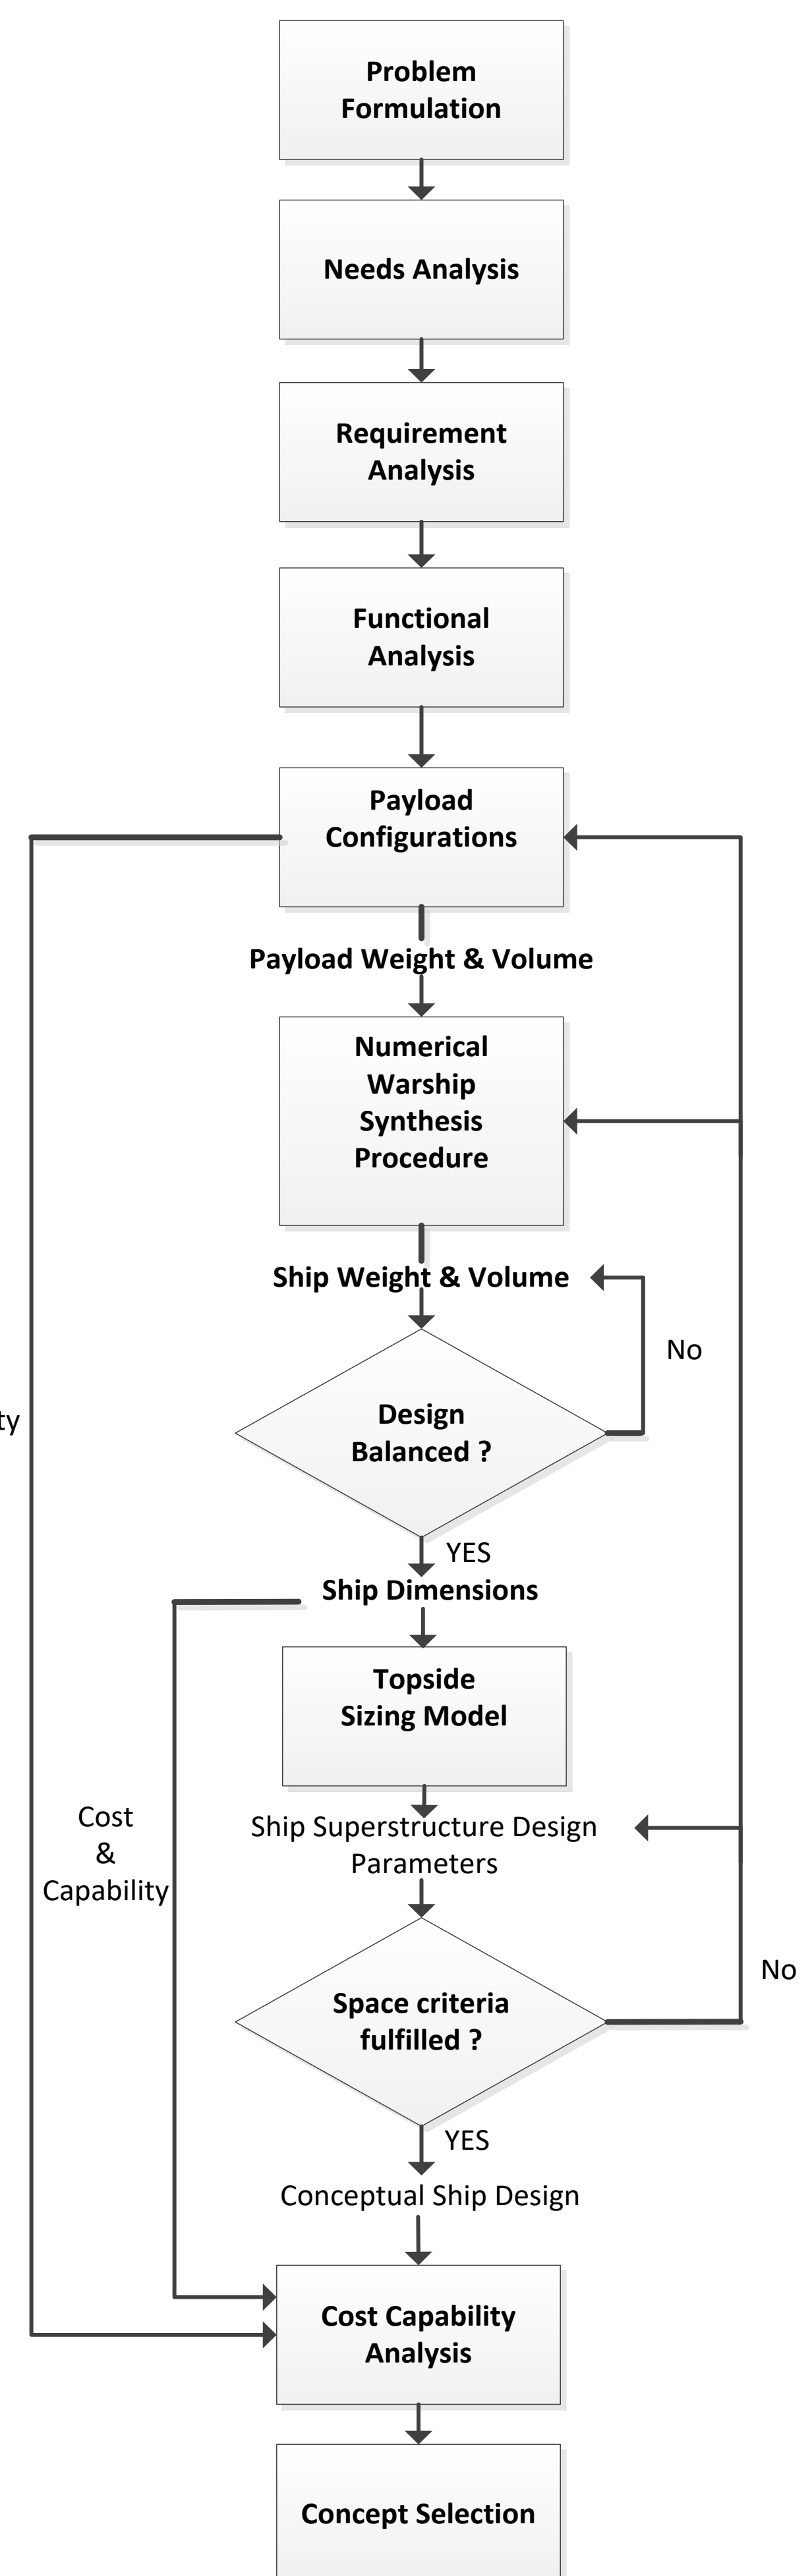 Problem
Formulation
Needs Analysis
Requirement
Analysis
Functional
Analysis
Payload
Configurations
Payload Weight & Volume
Numerical
Warship
Synthesis
Procedure
Ship Weight & Volume
No
Design
Balanced ?
ty
YES
Ship Dimensions
Topside
Sizing Model
Cost
&
Capability
Ship Superstructure Design
Parameters
No
Space criteria
fulfilled ?
YES
Conceptual Ship Design
Cost Capability
Analysis
Concept Selection